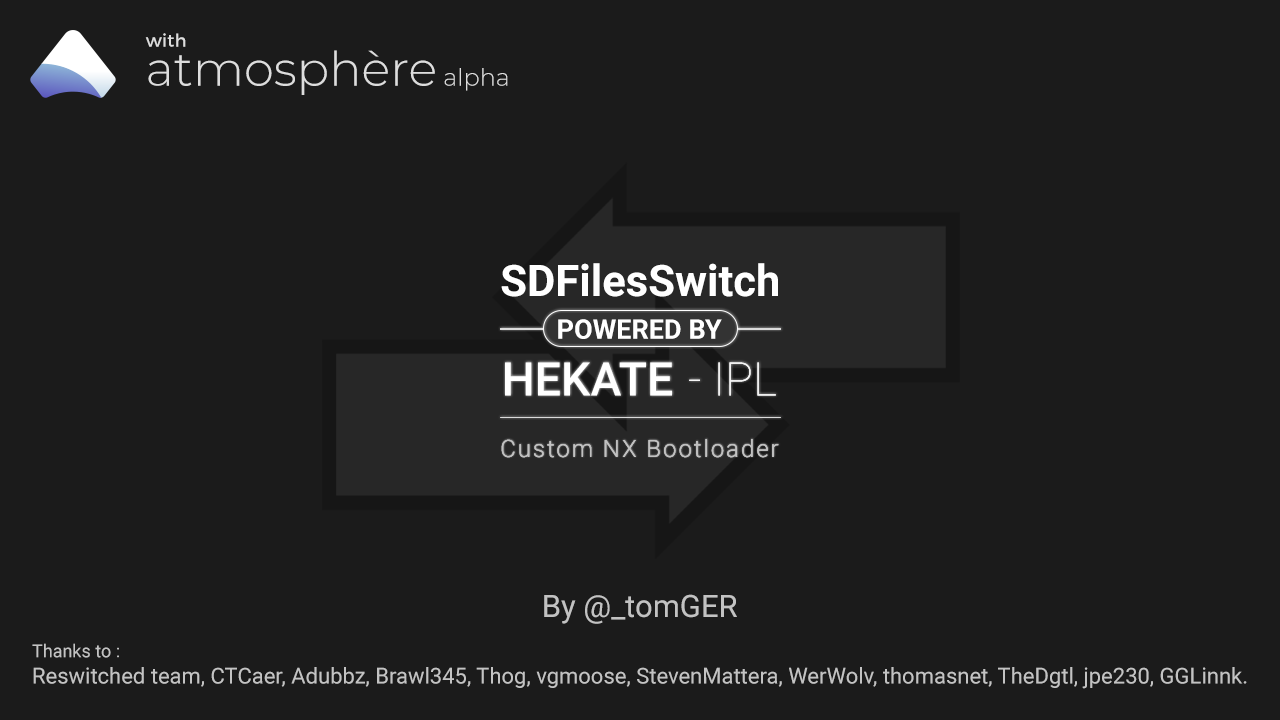 with
atmosphère alpha
SDFilesSwitch
POWERED BY
HEKATE - IPL
Custom NX Bootloader
By @_tomGER
Thanks to :
Reswitched team, CTCaer, Adubbz, Brawl345, Thog, vgmoose, StevenMattera, WerWolv, thomasnet, TheDgtl, jpe230, GGLinnk.